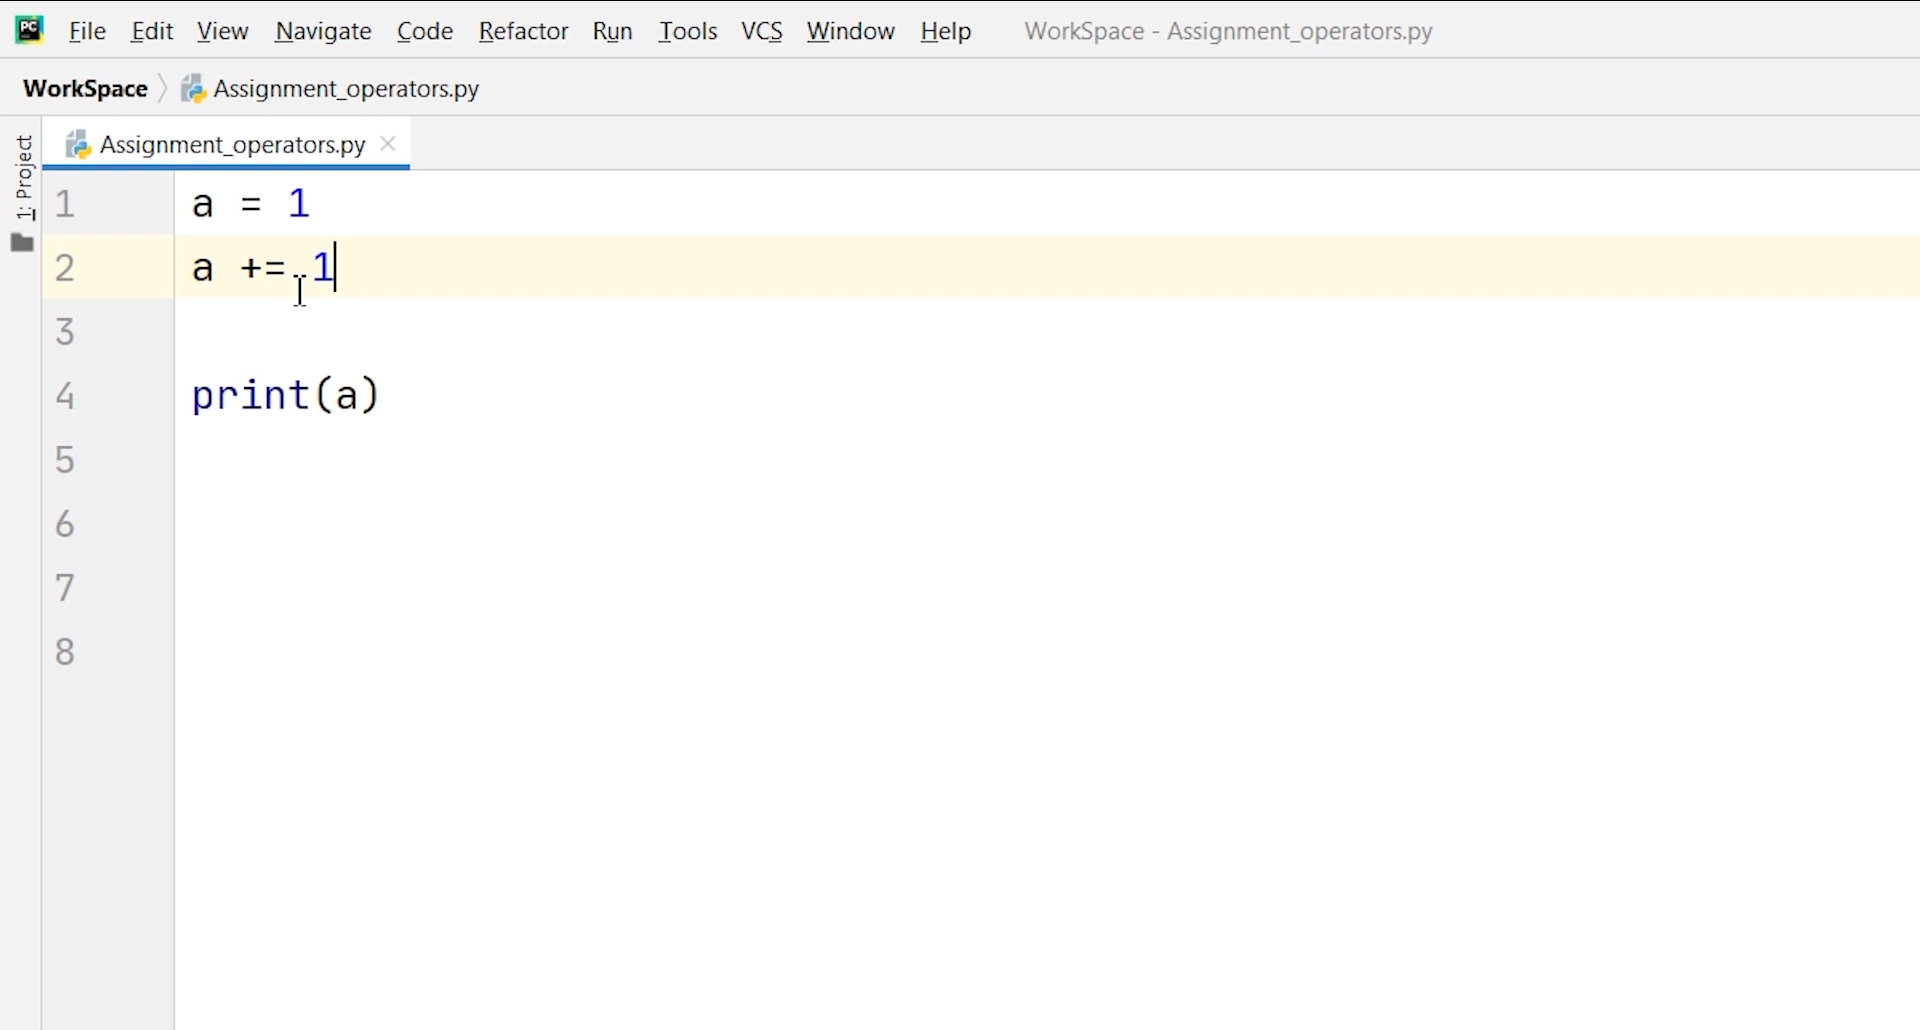 PC File Edit View Navigate Code Refactor Run Tools VCS Window Help WorkSpace - Assignment_operators.py
WorkSpace Assignment_operators.py
Assignment_operators.py
1: Project
1 a = 1
2 a += 1
3
4 print(a)
5
6
7
8